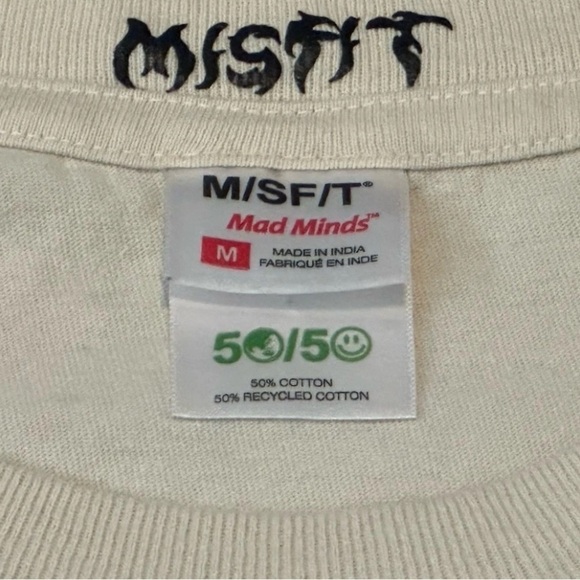 MISFIT
M/SF/T®
Mad Minds™
M
MADE IN INDIA
FABRIQUÉ EN INDE
50/50
50% COTTON
50% RECYCLED COTTON